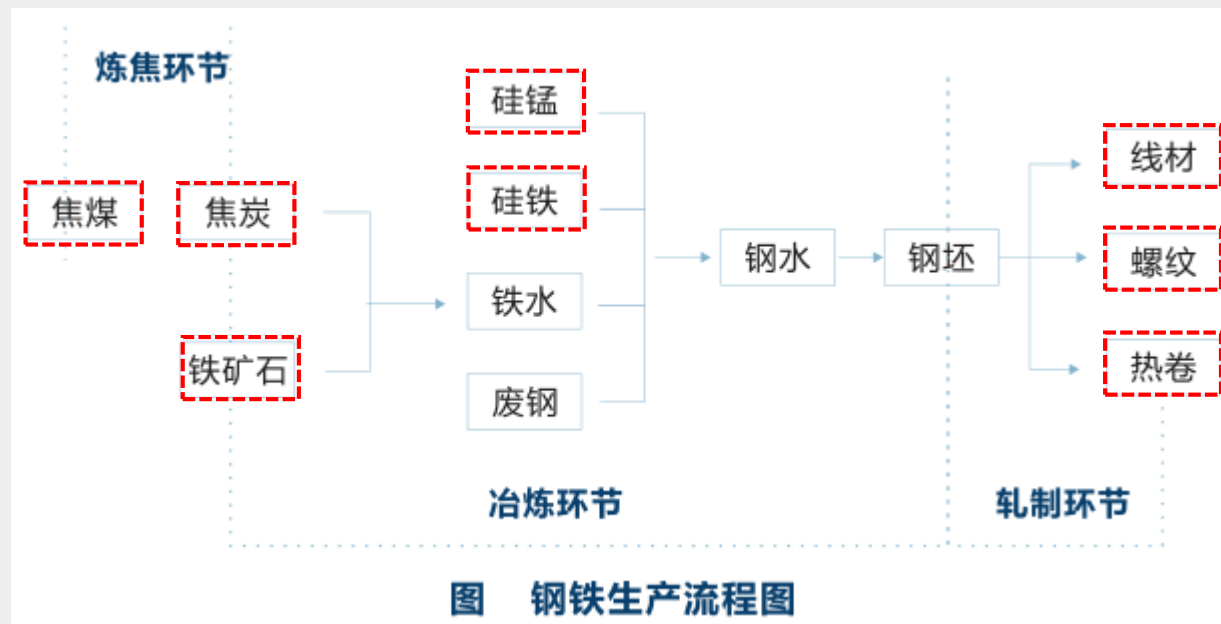 炼焦环节
硅锰
线材
焦煤
焦炭
硅铁
钢水
钢坯
螺纹
铁水
铁矿石
热卷
废钢
冶炼环节
轧制环节
图 钢铁生产流程图